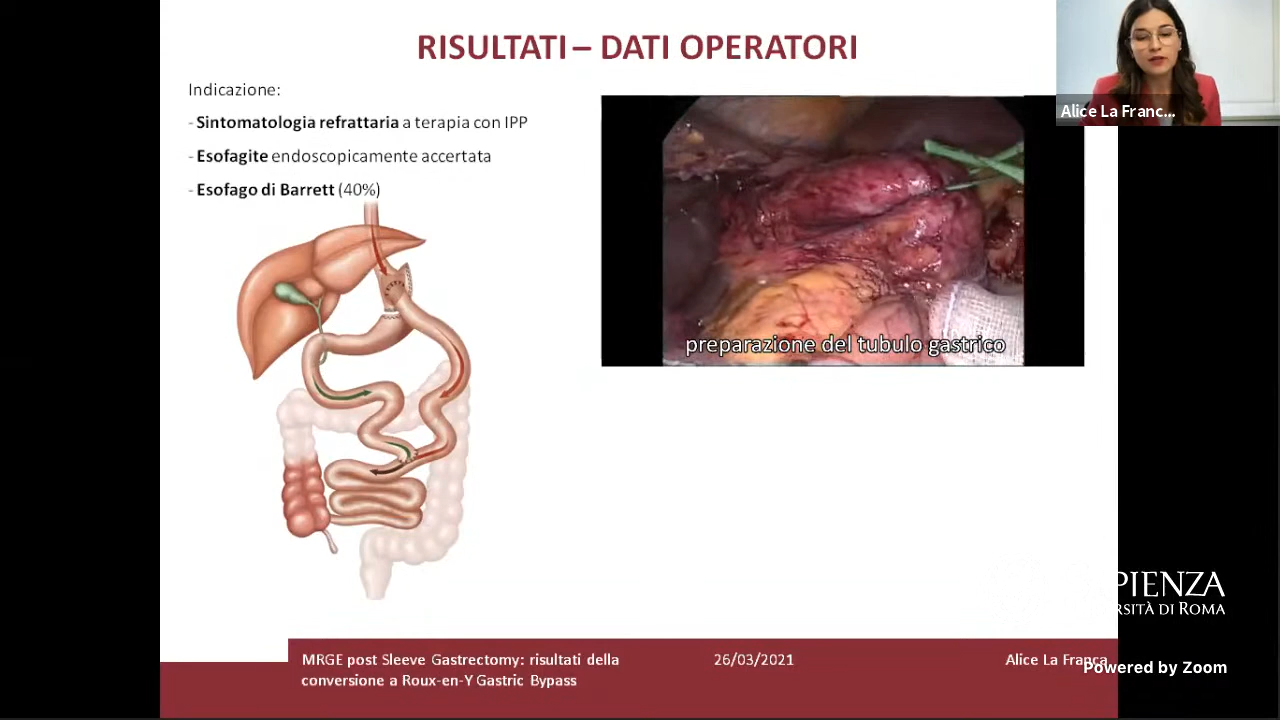 RISULTATI – DATI OPERATORI
Indicazione:
- Sintomatologia refrattaria a terapia con IPP
- Esofagite endoscopicamente accertata
- Esofago di Barrett (40%)
Alice La Franc...
preparazione del tubulo gastrico
PIENZA
RSITÀ DI ROMA
MRGE post Sleeve Gastrectomy: risultati della
conversione a Roux-en-Y Gastric Bypass
26/03/2021
Alice La Franca
Powered by Zoom